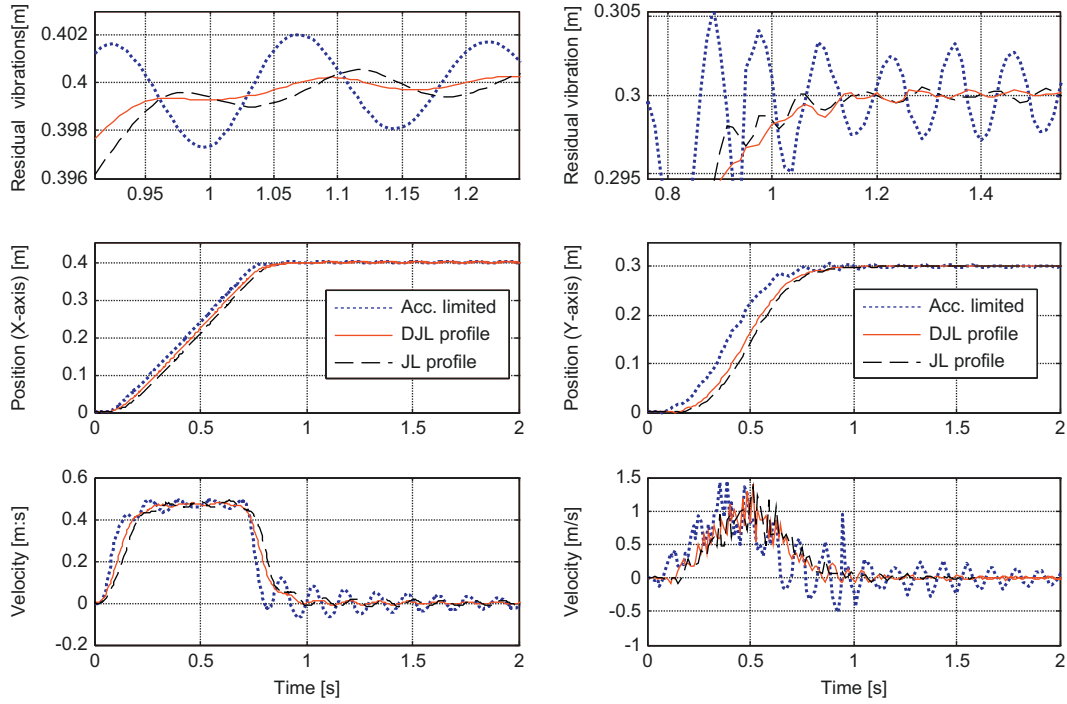 Residual vibrations[m]
0.402
0.4
0.398
0.396
0.95 1 1.05 1.1 1.15 1.2
Residual vibration [m]
0.305
0.3
0.295
0.8 1 1.2 1.4
Position (X-axis) [m]
0.4
0.3
0.2
0.1
0
0 0.5 1 1.5 2
Acc. limited
DJL profile
JL profile
Position (Y-axis) [m]
0.3
0.2
0.1
0
0 0.5 1 1.5 2
Acc. limited
DJL profile
JL profile
Velocity [m:s]
0.6
0.4
0.2
0
-0.2
0 0.5 1 1.5 2
Time [s]
Velocity [m/s]
1.5
1
0.5
0
-0.5
-1
0 0.5 1 1.5 2
Time [s]